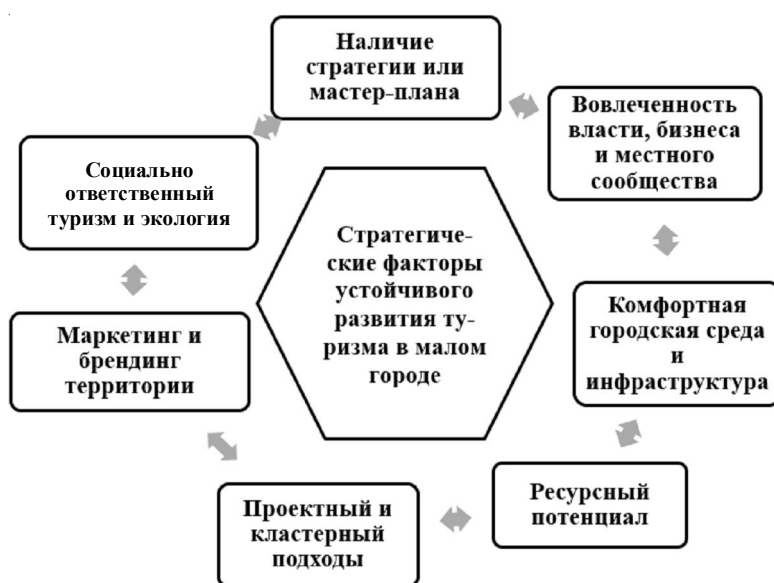 Наличие
стратегии или
мастер-плана
Вовлеченность
власти, бизнеса
и местного
сообщества
Социально
ответственный
туризм и экология
Стратегиче-
ские факторы
устойчивого
развития ту-
ризма в малом
городе
Комфортная
городская среда
и
инфраструктура
Маркетинг и
брендинг
территории
Ресурсный
потенциал
Проектный и
кластерный
подходы